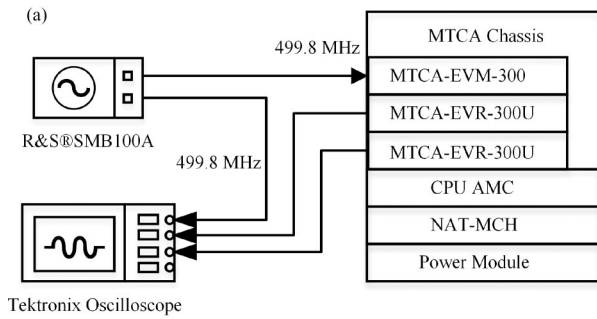 (a)
499.8 MHz
MTCA Chassis
MTCA-EVM-300
MTCA-EVR-300U
MTCA-EVR-300U
CPU AMC
NAT-MCH
Power Module
R&S®SMB100A
499.8 MHz
Tektronix Oscilloscope